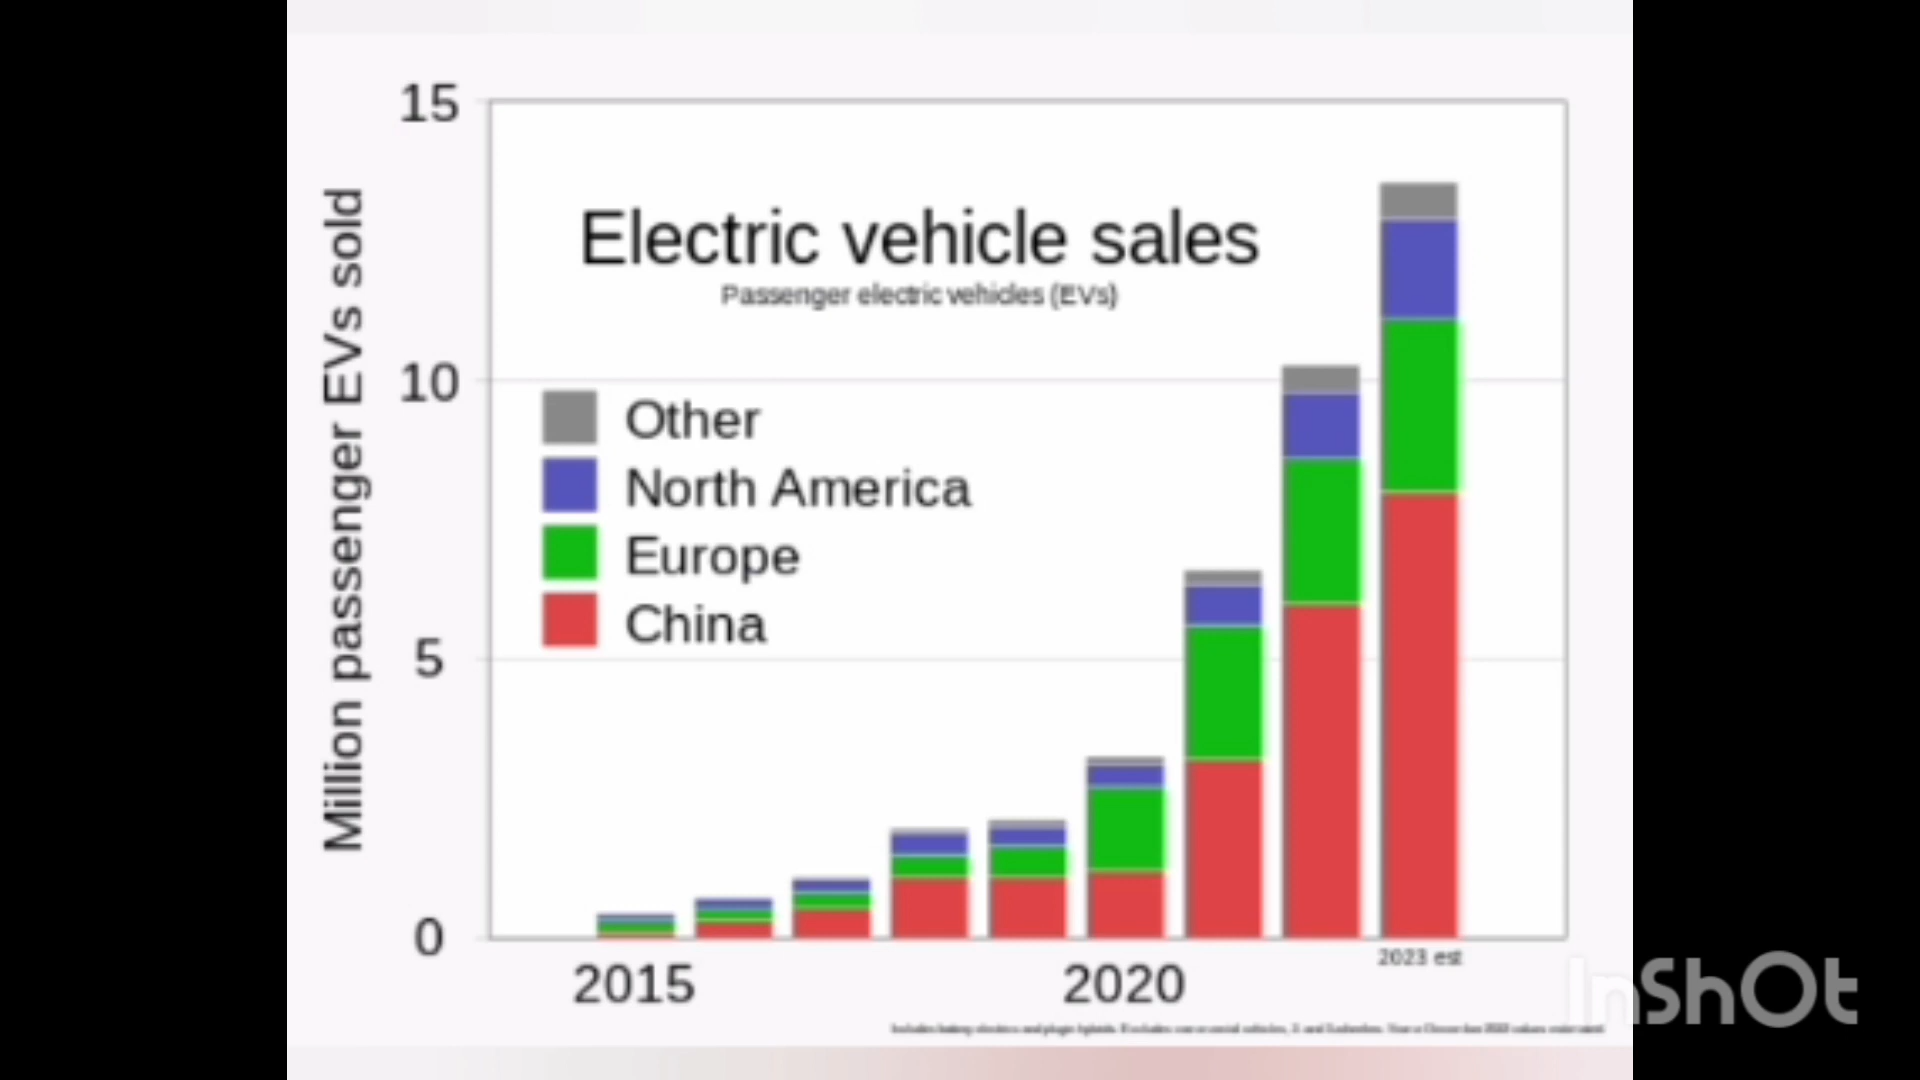 15
Electric vehicle sales
Passenger electric vehicles (EVs)
Million passenger EVs sold
10
Other
North America
Europe
China
5
0
2015
2020
2023 est
InShOt